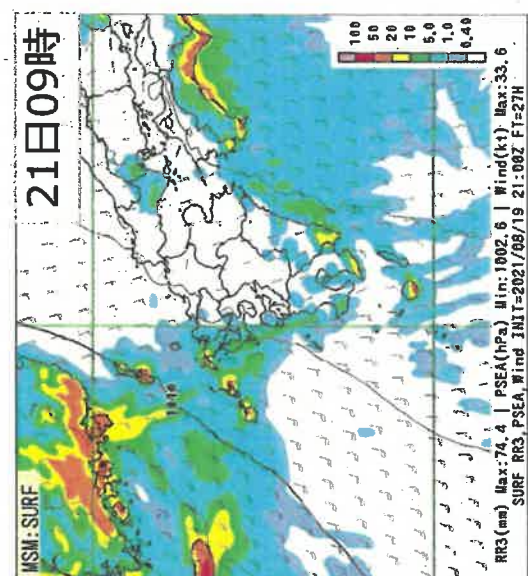 21日09時
MSM:SURF
100
50
20
10
5.0
1.0
0.40
1010
RR3(mm) Max:74.4 | PSEA(hPa) Min:1002.6 | Wind(kt) Max:33.6
SURF RR3,PSEA,Wind INIT=2021/08/19 21:00Z FT=27H